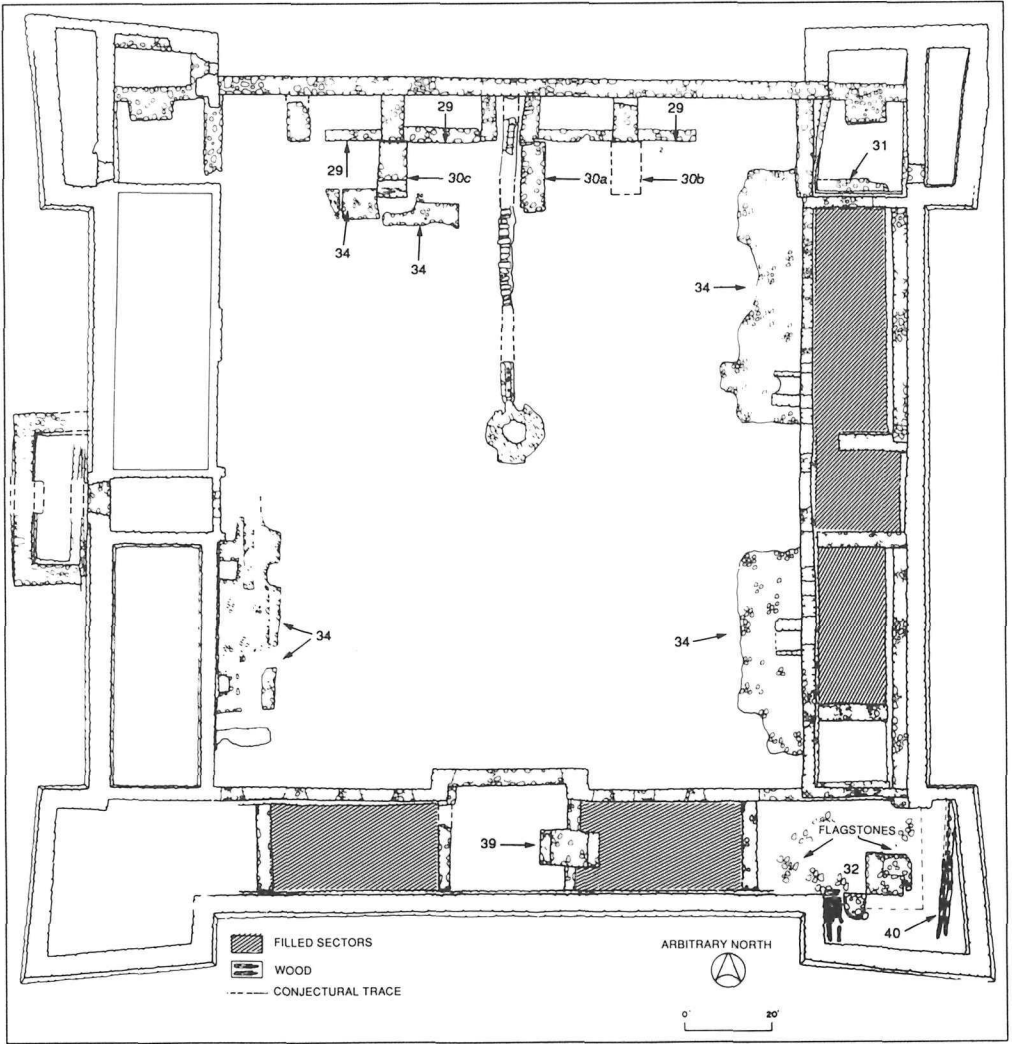 29
29
31
29
30c
30a
30b
34
34
34
34
34
39
FLAGSTONES
32
40
FILLED SECTORS
WOOD
CONJECTURAL TRACE
ARBITRARY NORTH
0'
20'